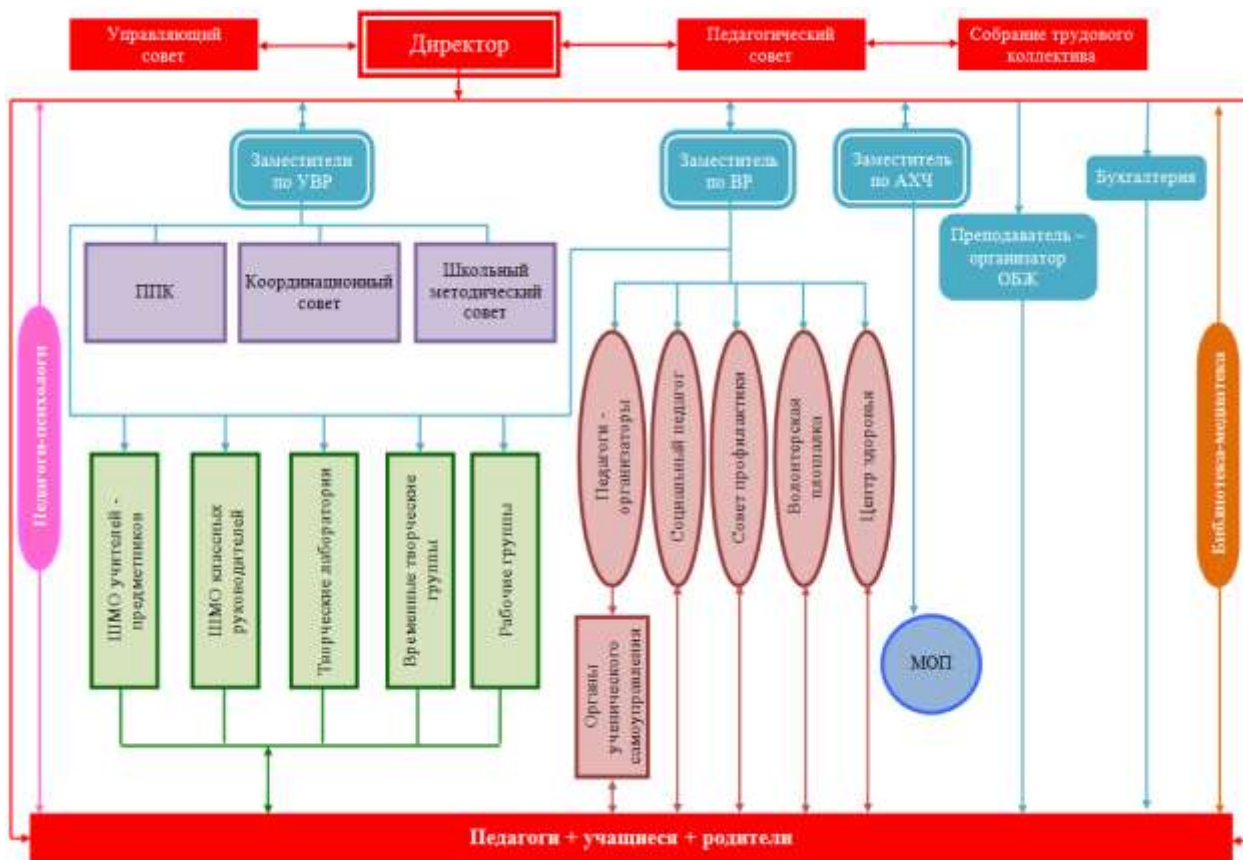 Управляющий
совет
Директор
Педагогический
совет
Собрание трудового
коллектива
Заместители
по УВР
Заместитель
по ВР
Заместитель
по АХЧ
Бухгалтерия
Преподаватель –
организатор
ОБЖ
ППК
Координационный
совет
Школьный
методический
совет
Педагоги-психологи
Библиотека-медиатека
ШМО учителей -
предметников
ШМО классных
руководителей
Творческие лаборатории
Временные творческие
группы
Рабочие группы
Педагоги -
организаторы
Социальный педагог
Совет профилактики
Волонтерская
площадка
Центр здоровья
Органы
ученического
самоуправления
МОП
Педагоги + учащиеся + родители